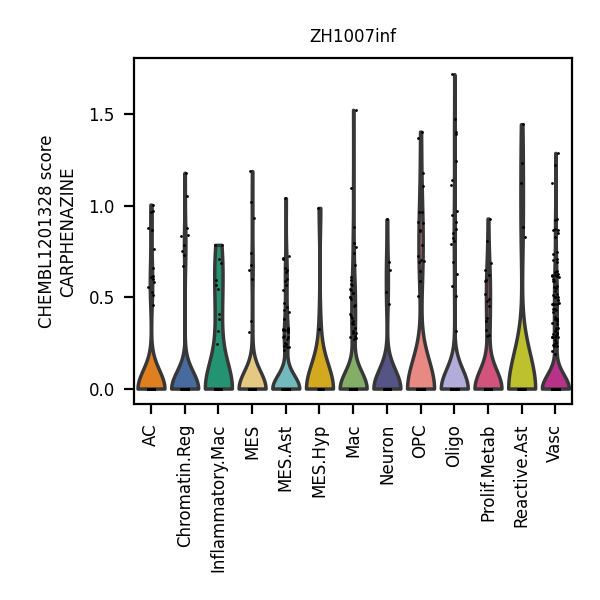 ZH1007inf
CHEMBL1201328 score
CARPHENAZINE
1.5
1.0
0.5
0.0
AC
Chromatin.Reg
Inflammatory.Mac
MES
MES.Ast
MES.Hyp
Mac
Neuron
OPC
Oligo
Prolif.Metab
Reactive.Ast
Vasc